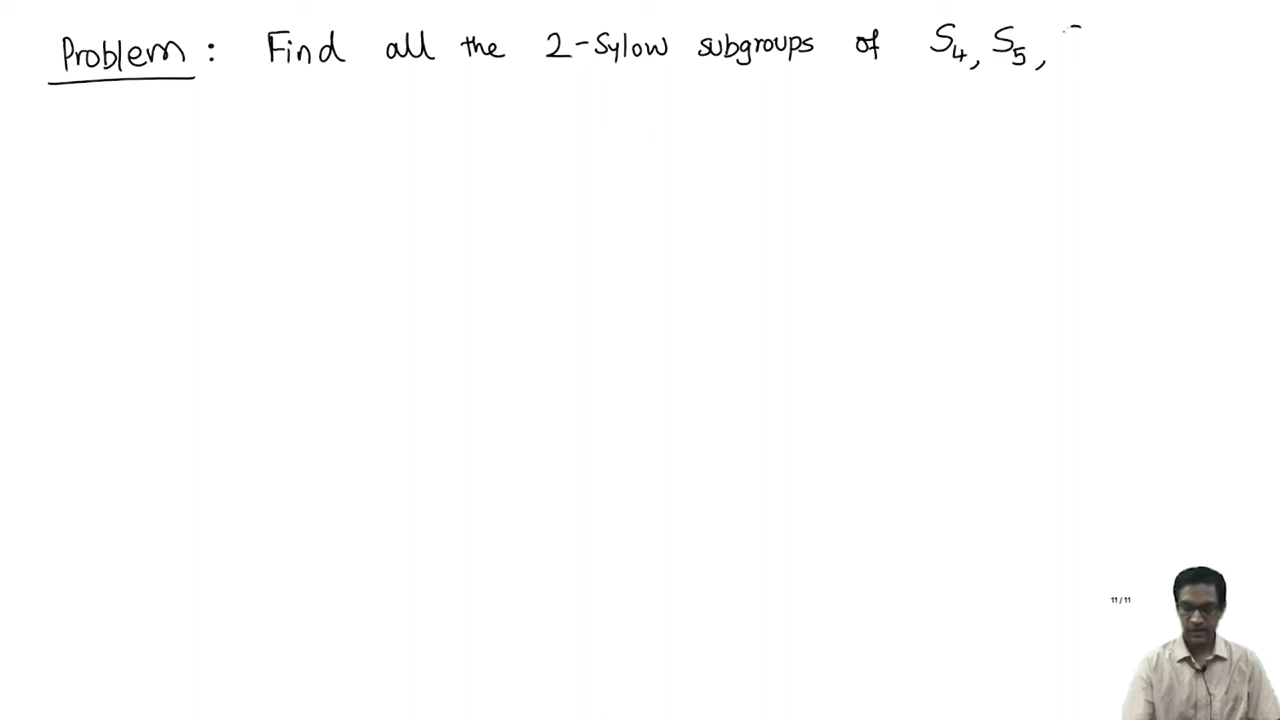 Problem : Find all the 2-Sylow subgroups of S₄, S₅,
11/11